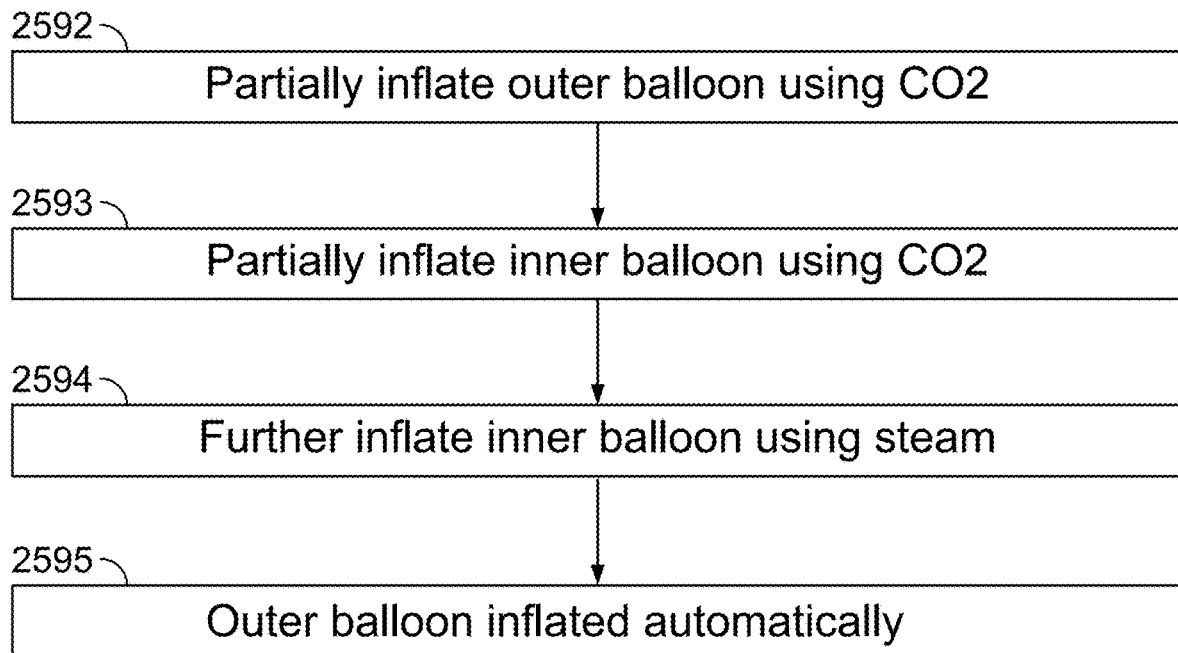 2592
Partially inflate outer balloon using CO2
2593
Partially inflate inner balloon using CO2
2594
Further inflate inner balloon using steam
2595
Outer balloon inflated automatically